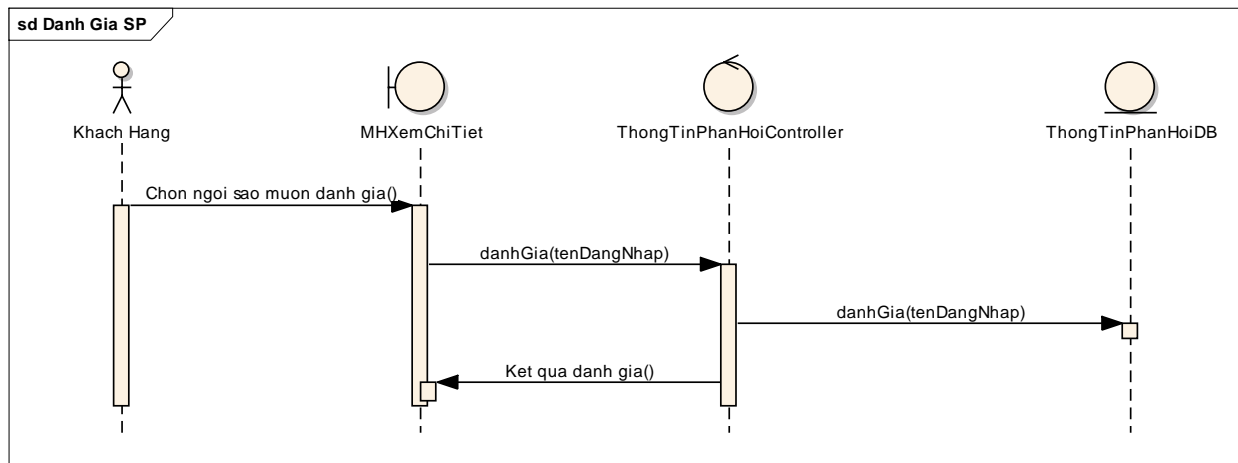 sd Danh Gia SP
Khach Hang
MHXemChiTiet
ThongTinPhanHoiController
ThongTinPhanHoiDB
Chon ngoi sao muon danh gia()
danhGia(tenDangNhap)
danhGia(tenDangNhap)
Ket qua danh gia()